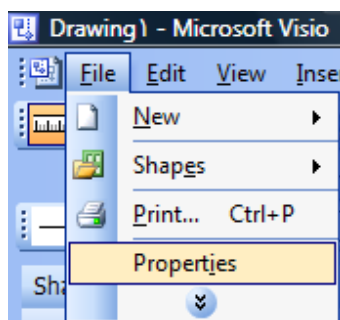 Drawing1 - Microsoft Visio
File Edit View Inse
New
Shapes
Print... Ctrl+P
Properties
Sha